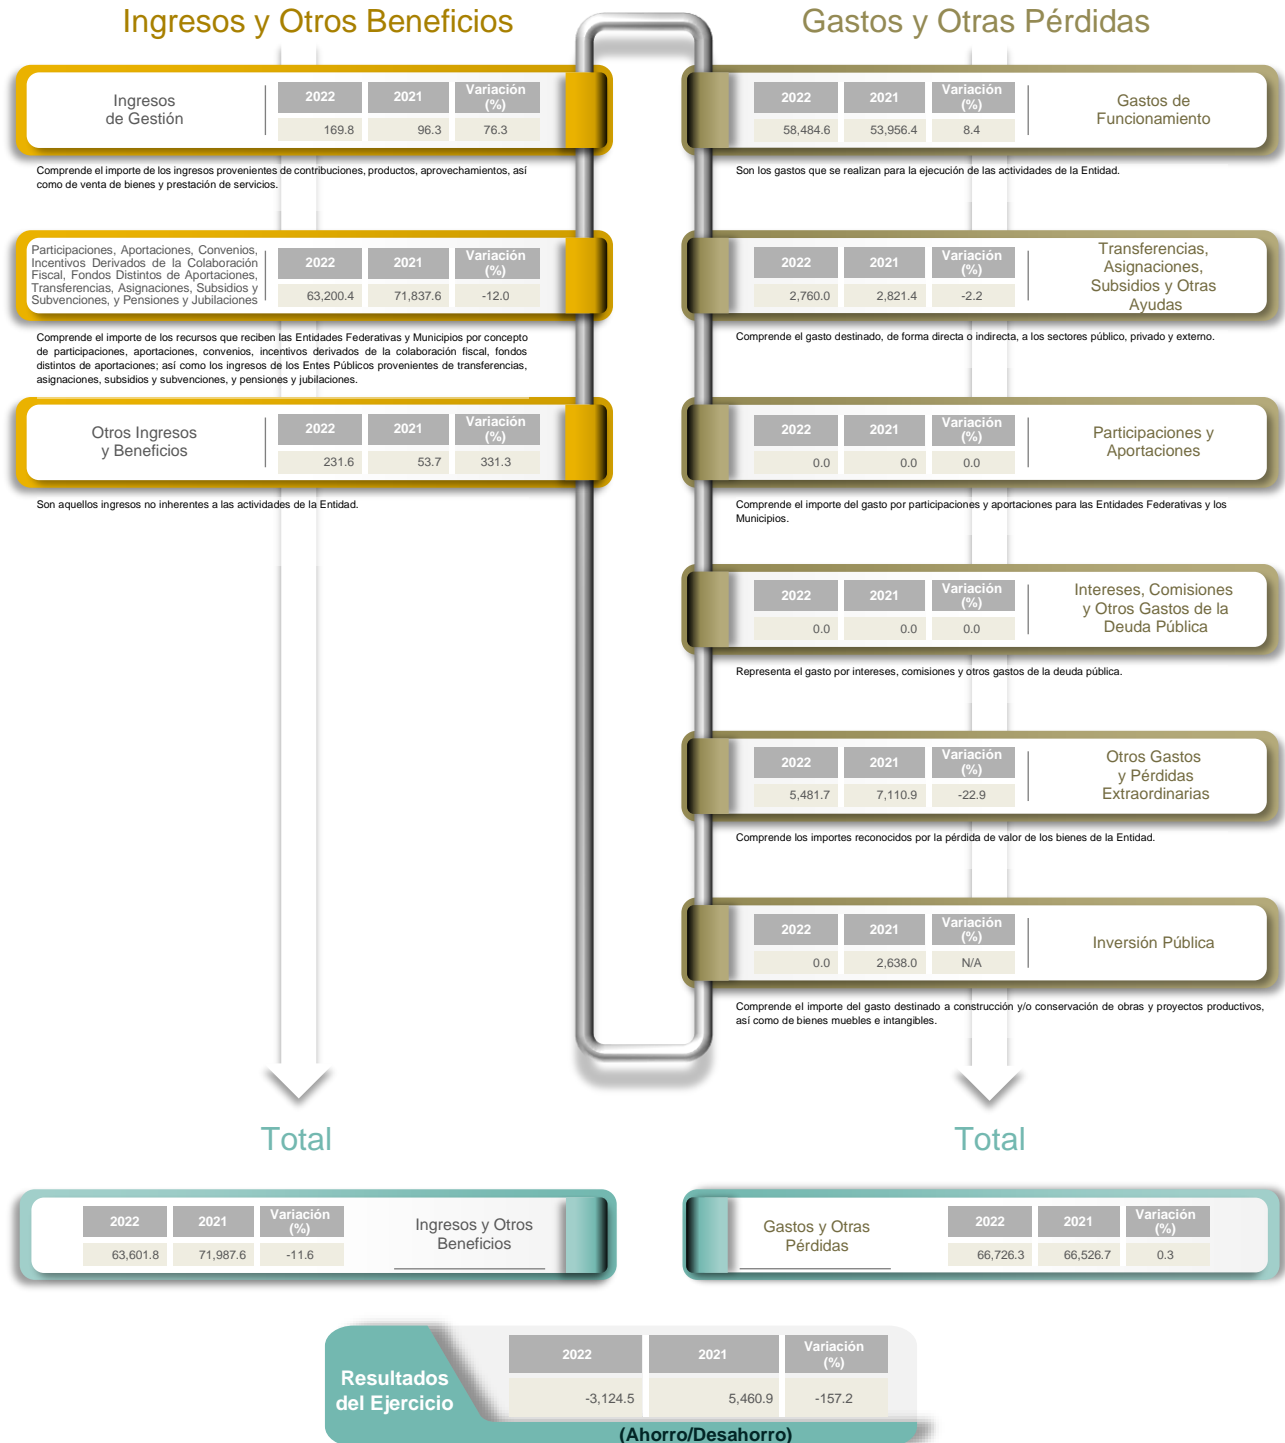 Ingresos y Otros Beneficios
Ingresos
de Gestión
2022 2021 Variación (%)
169.8 96.3 76.3
Comprende el importe de los ingresos provenientes de contribuciones, productos, aprovechamientos, así
como de venta de bienes y prestación de servicios.
Participaciones, Aportaciones, Convenios,
Incentivos Derivados de la Colaboración
Fiscal, Fondos Distintos de Aportaciones,
Transferencias, Asignaciones, Subsidios y
Subvenciones, y Pensiones y Jubilaciones
2022 2021 Variación (%)
63,200.4 71,837.6 -12.0
Comprende el importe de los recursos que reciben las Entidades Federativas y Municipios por concepto
de participaciones, aportaciones, convenios, incentivos derivados de la colaboración fiscal, fondos
distintos de aportaciones; así como los ingresos de los Entes Públicos provenientes de transferencias,
asignaciones, subsidios y subvenciones, y pensiones y jubilaciones.
Otros Ingresos
y Beneficios
2022 2021 Variación (%)
231.6 53.7 331.3
Son aquellos ingresos no inherentes a las actividades de la Entidad.
Gastos y Otras Pérdidas
2022 2021 Variación (%)
58,484.6 53,956.4 8.4
Gastos de
Funcionamiento
Son los gastos que se realizan para la ejecución de las actividades de la Entidad.
2022 2021 Variación (%)
2,760.0 2,821.4 -2.2
Transferencias,
Asignaciones,
Subsidios y Otras
Ayudas
Comprende el gasto destinado, de forma directa o indirecta, a los sectores público, privado y externo.
2022 2021 Variación (%)
0.0 0.0 0.0
Participaciones y
Aportaciones
Comprende el importe del gasto por participaciones y aportaciones para las Entidades Federativas y los
Municipios.
2022 2021 Variación (%)
0.0 0.0 0.0
Intereses, Comisiones
y Otros Gastos de la
Deuda Pública
Representa el gasto por intereses, comisiones y otros gastos de la deuda pública.
2022 2021 Variación (%)
5,481.7 7,110.9 -22.9
Otros Gastos
y Pérdidas
Extraordinarias
Comprende los importes reconocidos por la pérdida de valor de los bienes de la Entidad.
2022 2021 Variación (%)
0.0 2,638.0 N/A
Inversión Pública
Comprende el importe del gasto destinado a construcción y/o conservación de obras y proyectos productivos,
así como de bienes muebles e intangibles.
Total
2022 2021 Variación (%)
63,601.8 71,987.6 -11.6
Ingresos y Otros
Beneficios
Total
Gastos y Otras
Pérdidas
2022 2021 Variación (%)
66,726.3 66,526.7 0.3
Resultados
del Ejercicio
2022 2021 Variación (%)
-3,124.5 5,460.9 -157.2
(Ahorro/Desahorro)